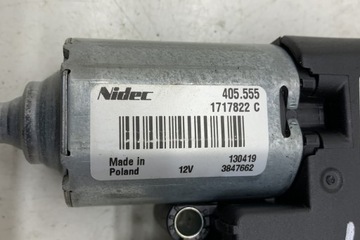 Nidec 405.555
1717822 C
Made in 130419
Poland 12V 3847662